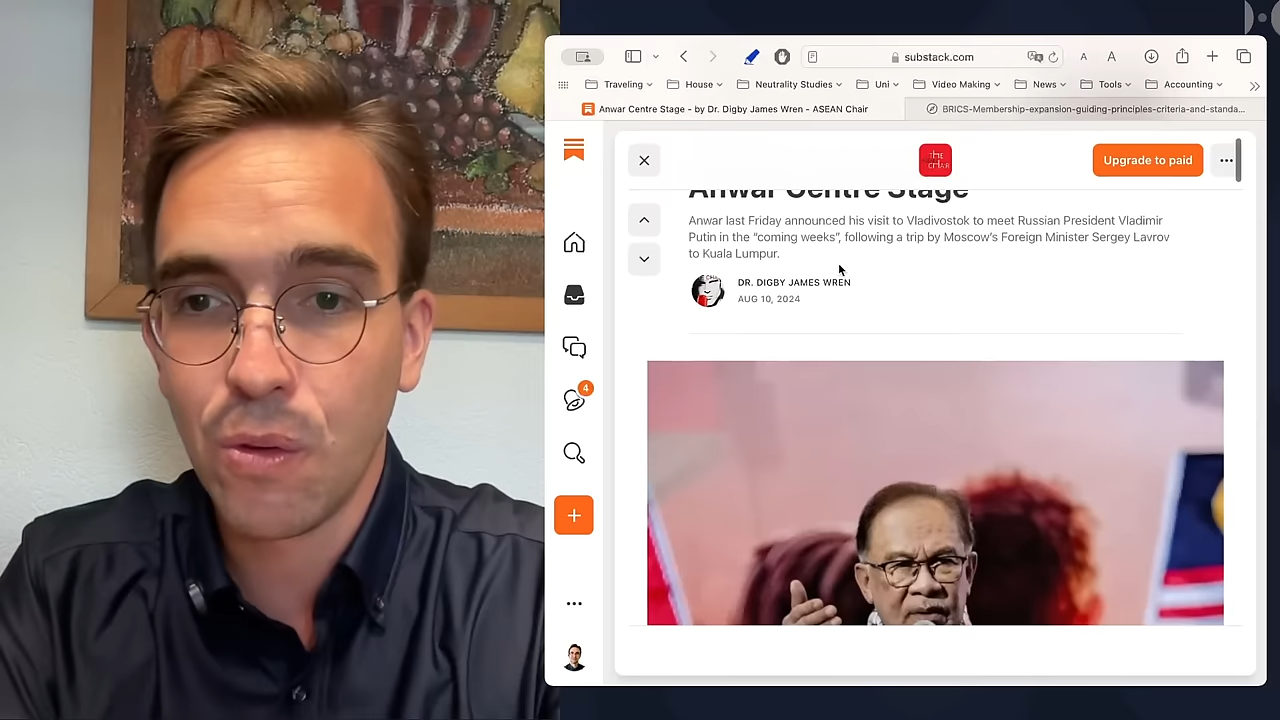 substack.com
A
A
Traveling
House
Neutrality Studies
Uni
Video Making
News
Tools
Accounting
Anwar Centre Stage - by Dr. Digby James Wren - ASEAN Chair
BRICS-Membership-expansion-guiding-principles-criteria-and-standa...
THE
CHAIR
Upgrade to paid
Anwar Centre Stage
Anwar last Friday announced his visit to Vladivostok to meet Russian President Vladimir
Putin in the “coming weeks”, following a trip by Moscow’s Foreign Minister Sergey Lavrov
to Kuala Lumpur.
DR. DIGBY JAMES WREN
AUG 10, 2024
4